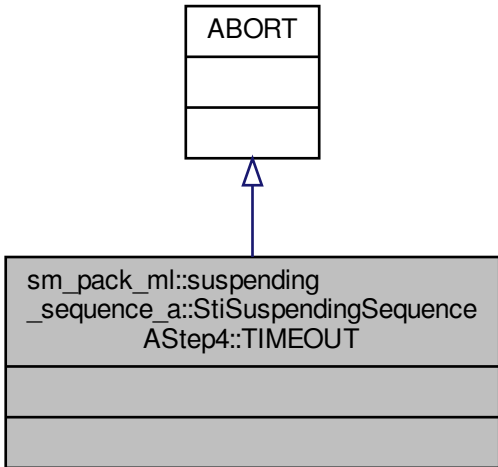 ABORT
sm_pack_ml::suspending
_sequence_a::StiSuspendingSequence
AStep4::TIMEOUT